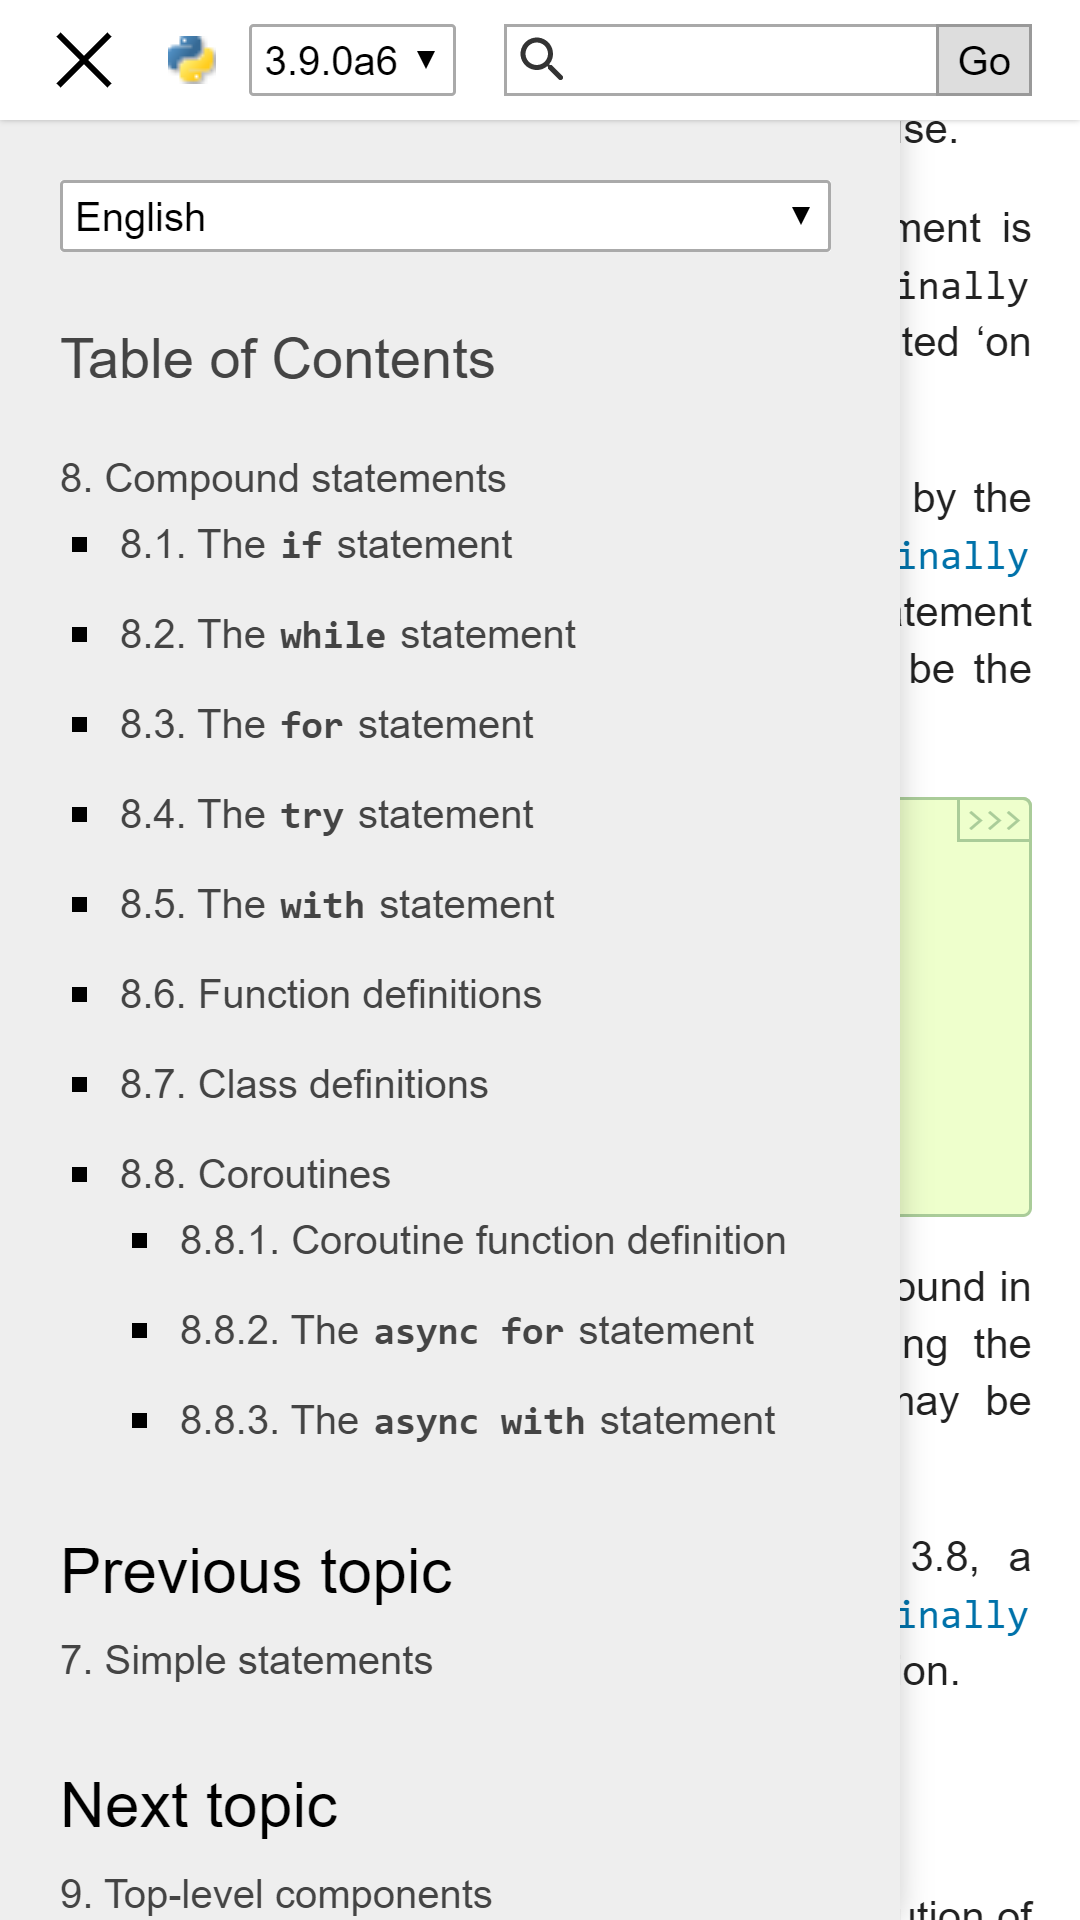 3.9.0a6 ▼
Go
se.
English ▼
ment is
inally
Table of Contents
ted ‘on
8. Compound statements
by the
8.1. The if statement
inally
8.2. The while statement
tement
be the
8.3. The for statement
8.4. The try statement
>>>
8.5. The with statement
8.6. Function definitions
8.7. Class definitions
8.8. Coroutines
8.8.1. Coroutine function definition
ound in
8.8.2. The async for statement
ng the
8.8.3. The async with statement
may be
Previous topic
3.8, a
inally
7. Simple statements
on.
Next topic
9. Top-level components
ution of